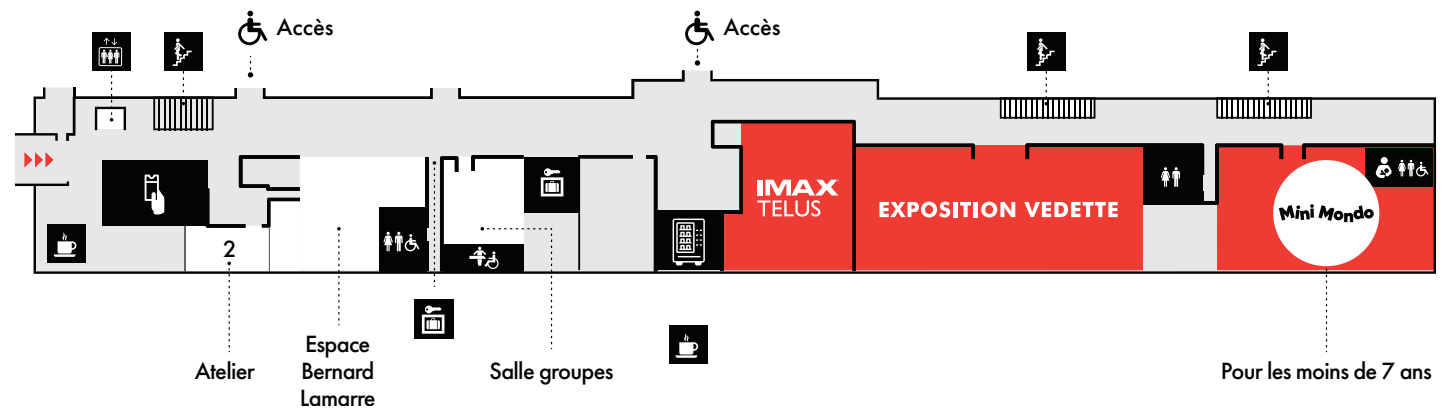 Accès
Accès
IMAX
TELUS
EXPOSITION VEDETTE
Mini Mondo
2
Atelier
Espace
Bernard
Lamarre
Salle groupes
Pour les moins de 7 ans